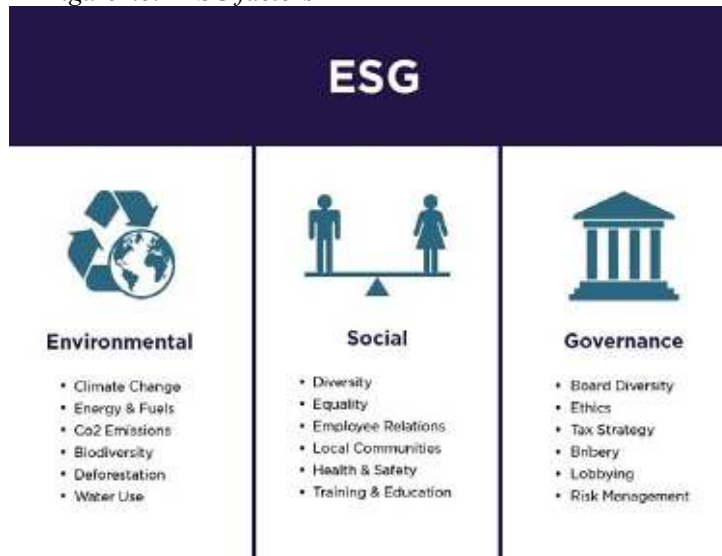 ESG
Environmental
• Climate Change
• Energy & Fuels
• Co2 Emissions
• Biodiversity
• Deforestation
• Water Use
Social
• Diversity
• Equality
• Employee Relations
• Local Communities
• Health & Safety
• Training & Education
Governance
• Board Diversity
• Ethics
• Tax Strategy
• Bribery
• Lobbying
• Risk Management